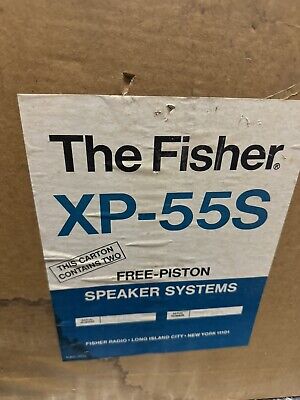 The Fisher®
XP-55S
THIS CARTON
CONTAINS TWO
FREE-PISTON
SPEAKER SYSTEMS
FISHER RADIO • LONG ISLAND CITY • NEW YORK 11101